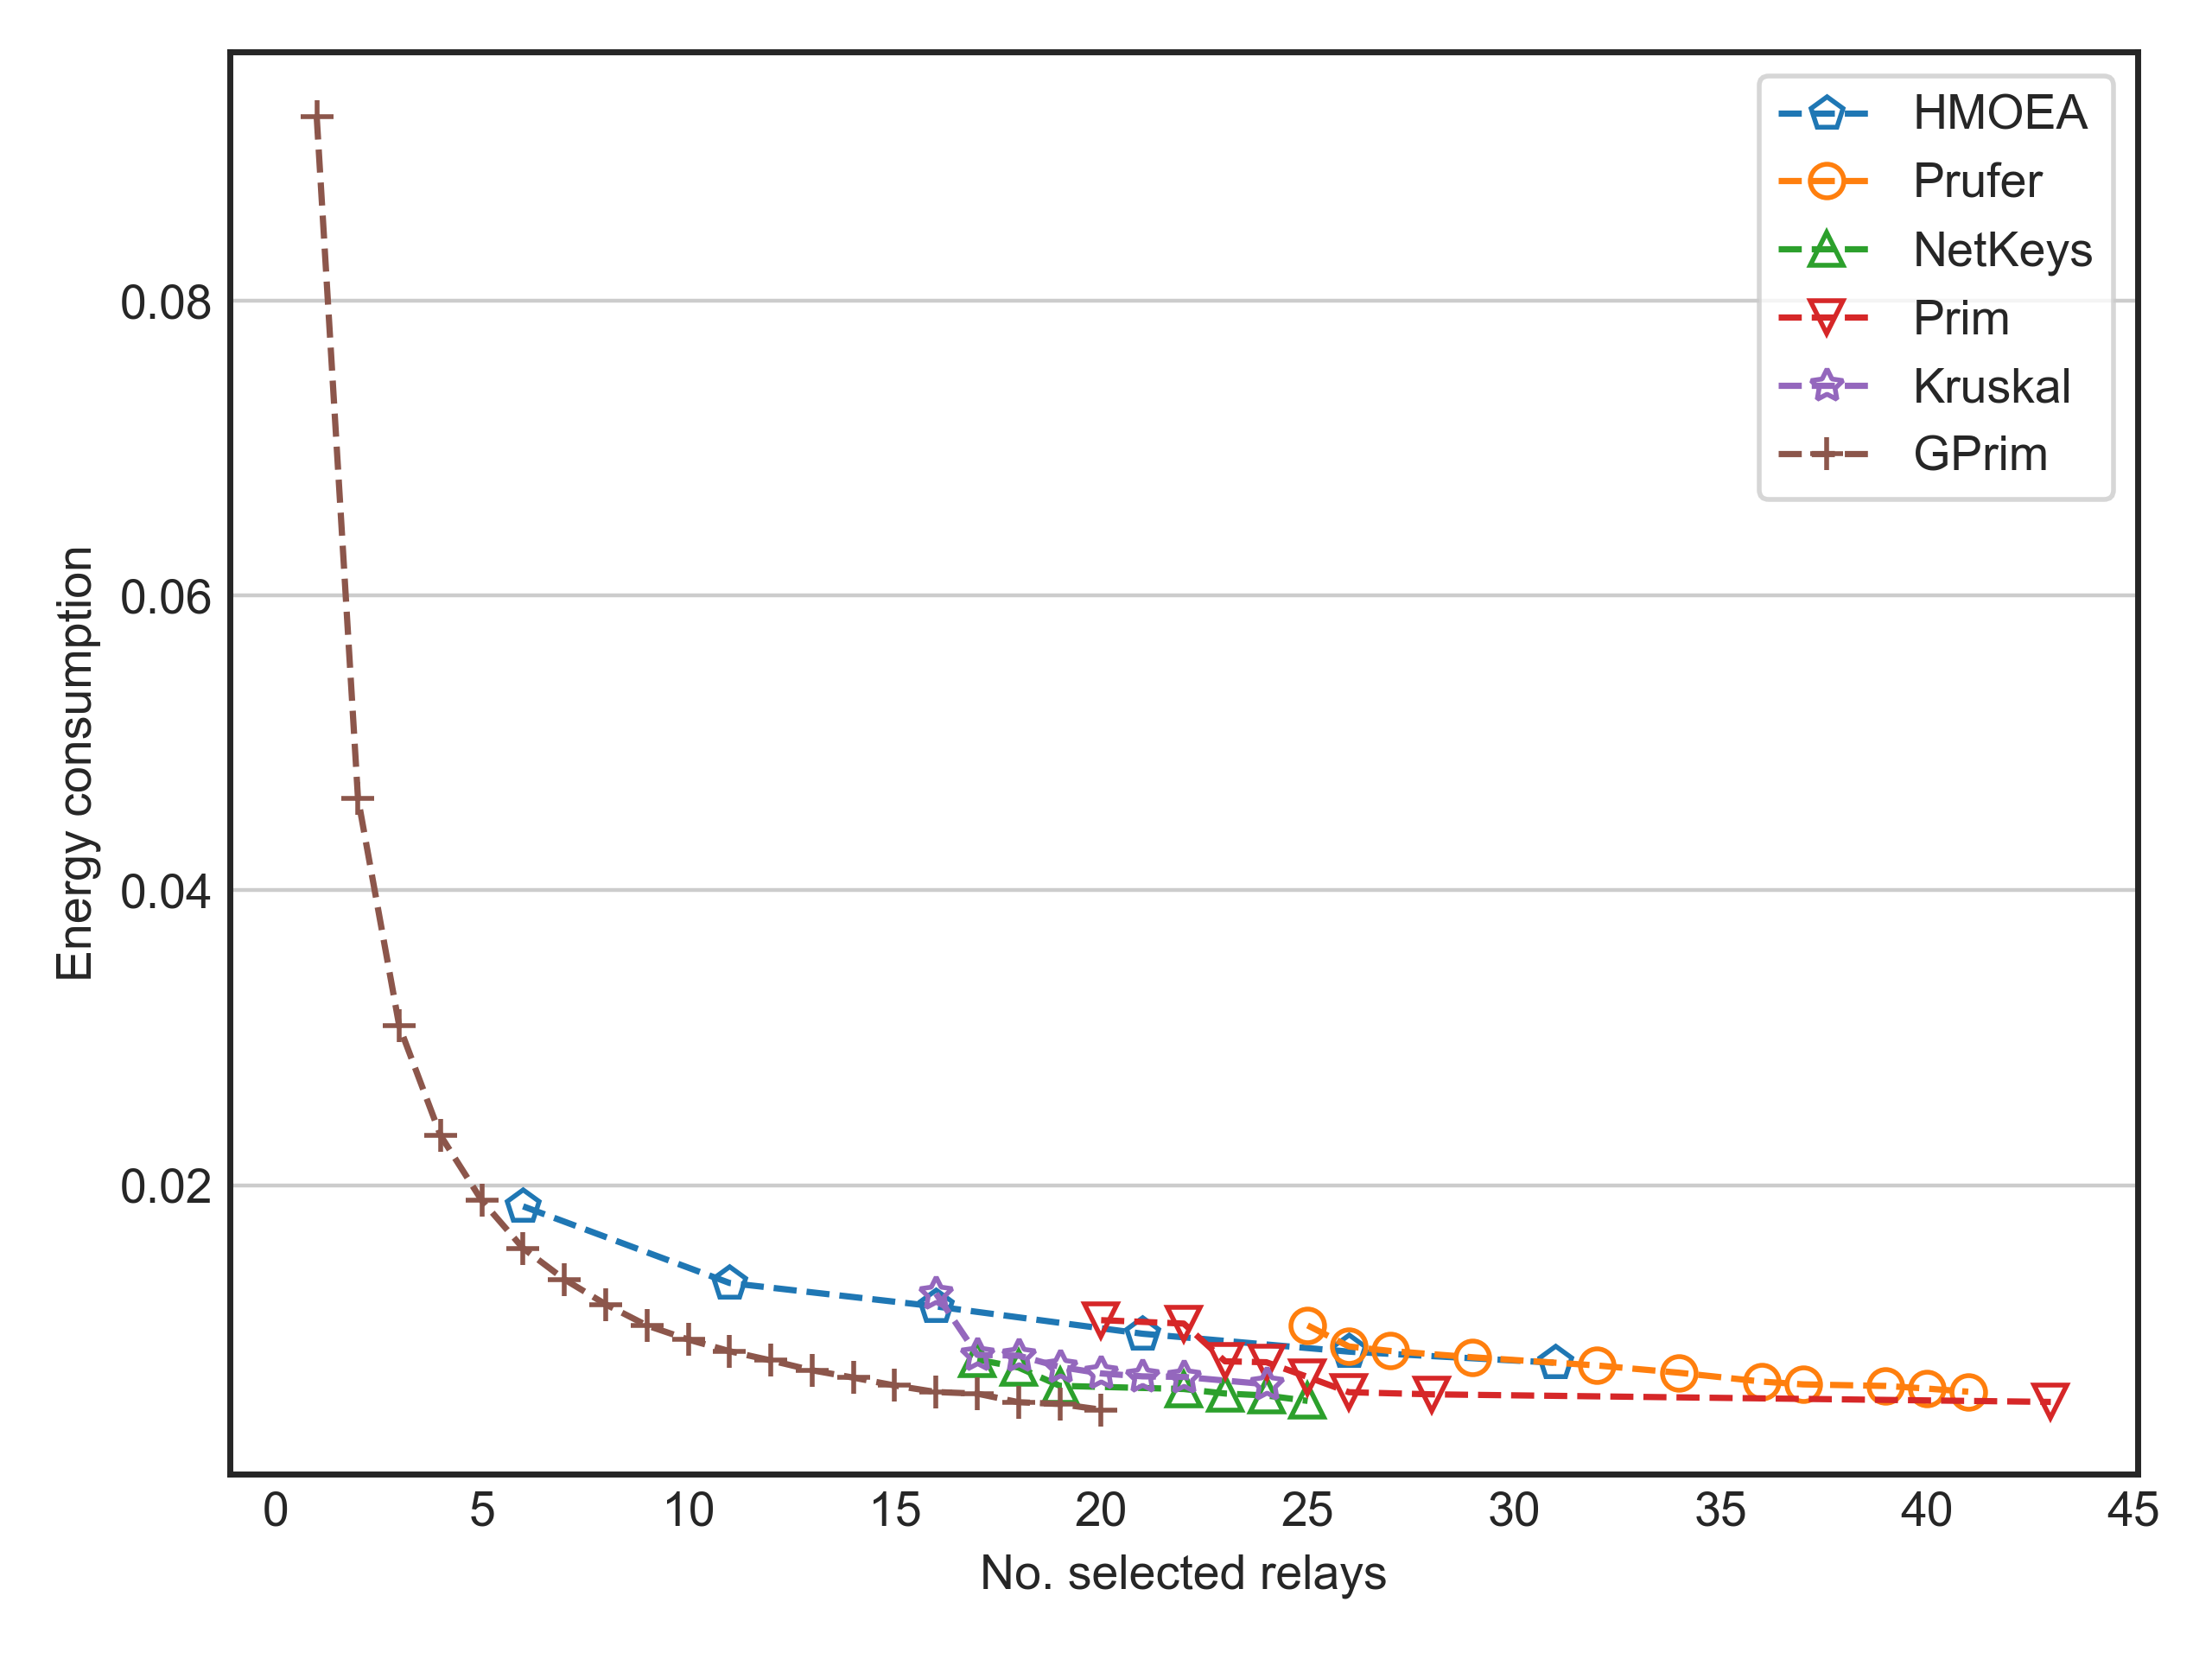 HMOEA
Prufer
NetKeys
Prim
Kruskal
GPrim
0.08
0.06
0.04
0.02
Energy consumption
0 5 10 15 20 25 30 35 40 45
No. selected relays